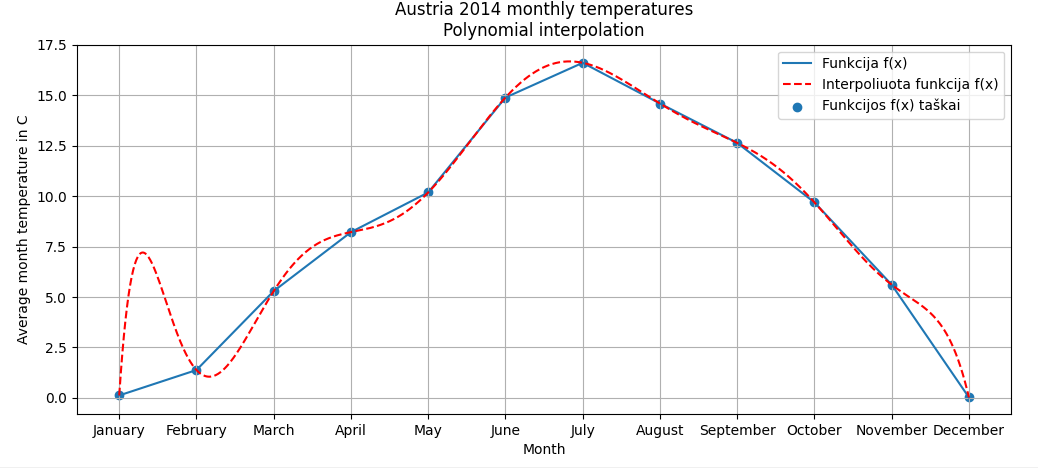 Austria 2014 monthly temperatures
Polynomial interpolation
17.5
15.0
12.5
10.0
7.5
5.0
2.5
0.0
Average month temperature in C
Funkcija f(x)
Interpoliuota funkcija f(x)
Funkcijos f(x) taškai
January February March April May June July August September October November December
Month